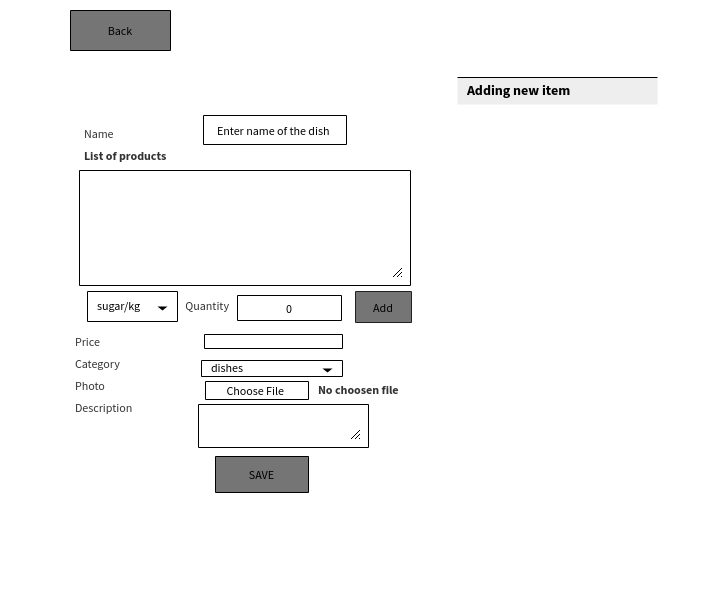 Back
Adding new item
Name
Enter name of the dish
List of products
sugar/kg
Quantity
0
Add
Price
Category
dishes
Photo
Choose File
No choosen file
Description
SAVE